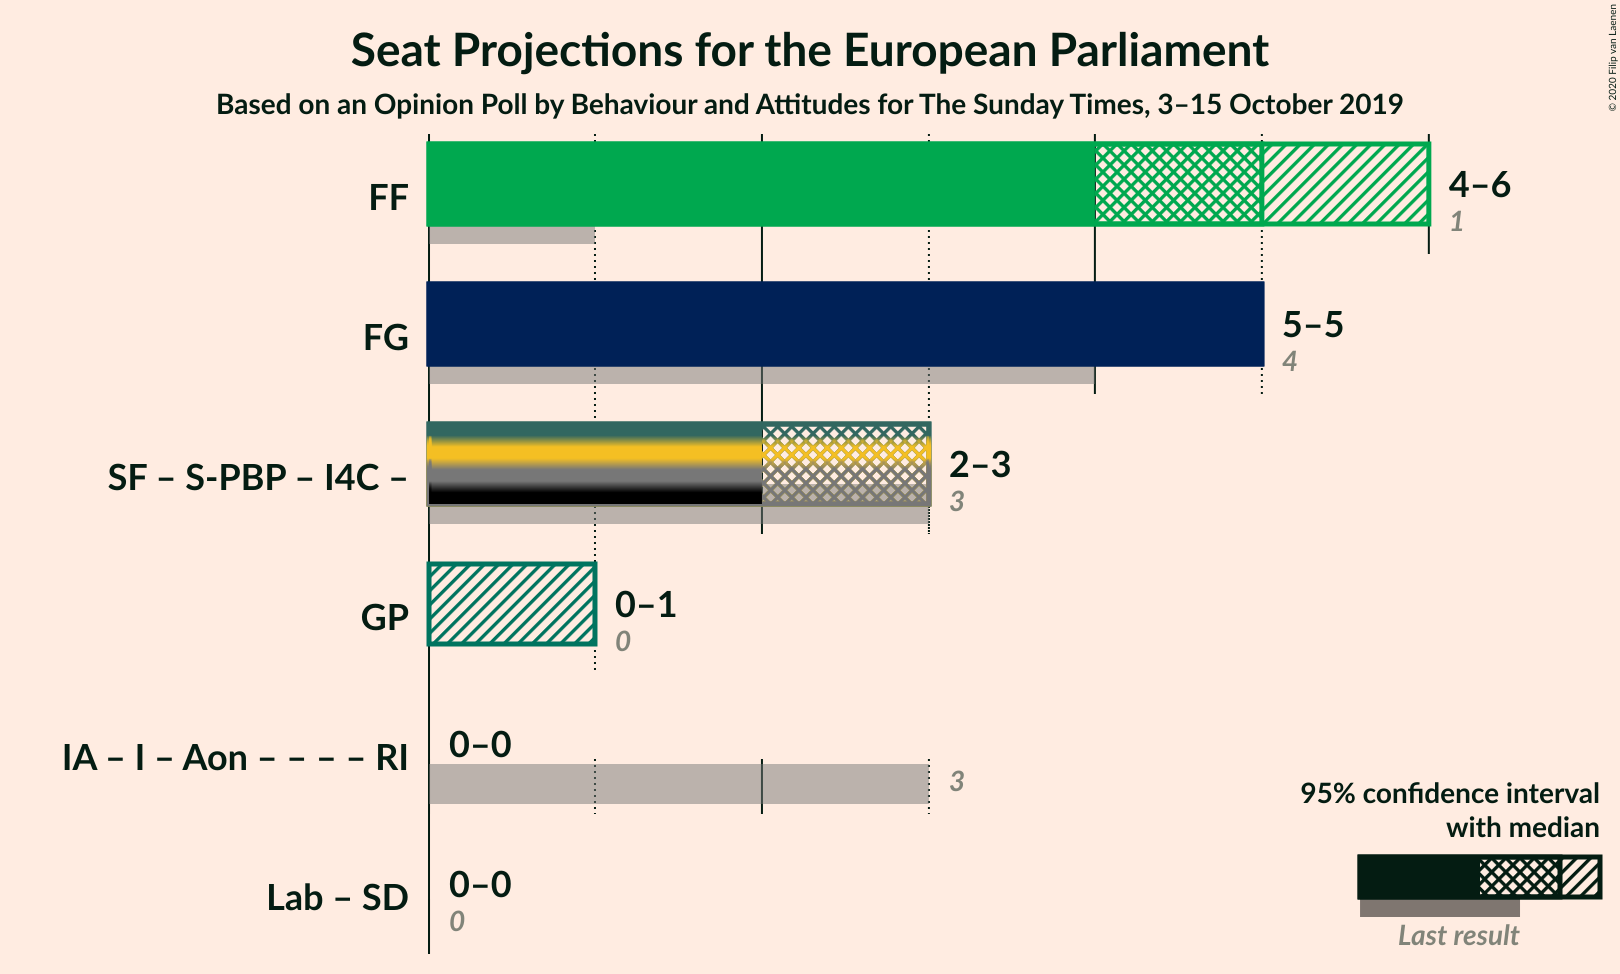 Seat Projections for the European Parliament
Based on an Opinion Poll by Behaviour and Attitudes for The Sunday Times, 3–15 October 2019
© 2020 Filip van Laenen
FF
4–6
1
FG
5–5
4
SF – S-PBP – I4C –
2–3
3
GP
0–1
0
IA – I – Aon – – – – RI
0–0
3
Lab – SD
0–0
0
95% confidence interval
with median
Last result